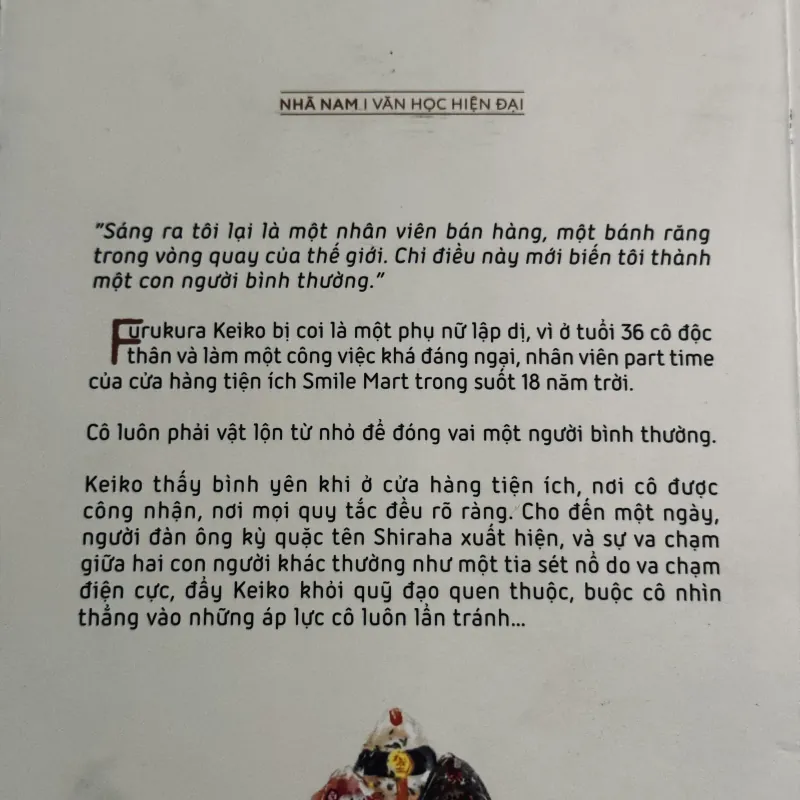 NHÃ NAM | VĂN HỌC HIỆN ĐẠI
"Sáng ra tôi lại là một nhân viên bán hàng, một bánh răng
trong vòng quay của thế giới. Chỉ điều này mới biến tôi thành
một con người bình thường."
Furukura Keiko bị coi là một phụ nữ lập dị, vì ở tuổi 36 cô độc
thân và làm một công việc khá đáng ngại, nhân viên part time
của cửa hàng tiện ích Smile Mart trong suốt 18 năm trời.
Cô luôn phải vật lộn từ nhỏ để đóng vai một người bình thường.
Keiko thấy bình yên khi ở cửa hàng tiện ích, nơi cô được
công nhận, nơi mọi quy tắc đều rõ ràng. Cho đến một ngày,
người đàn ông kỳ quặc tên Shiraha xuất hiện, và sự va chạm
giữa hai con người khác thường như một tia sét nổ do va chạm
điện cực, đẩy Keiko khỏi quỹ đạo quen thuộc, buộc cô nhìn
thẳng vào những áp lực cô luôn lẩn tránh...